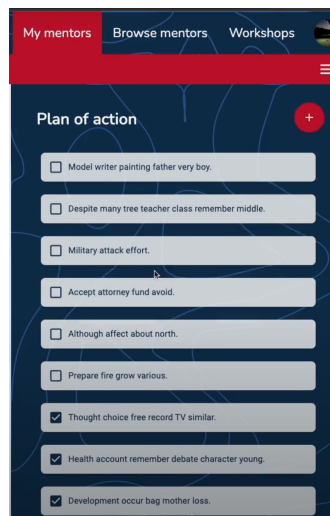 My mentors Browse mentors Workshops
Plan of action
+
Model writer painting father very boy.
Despite many tree teacher class remember middle.
Military attack effort.
Accept attorney fund avoid.
Although affect about north.
Prepare fire grow various.
Thought choice free record TV similar.
Health account remember debate character young.
Development occur bag mother loss.